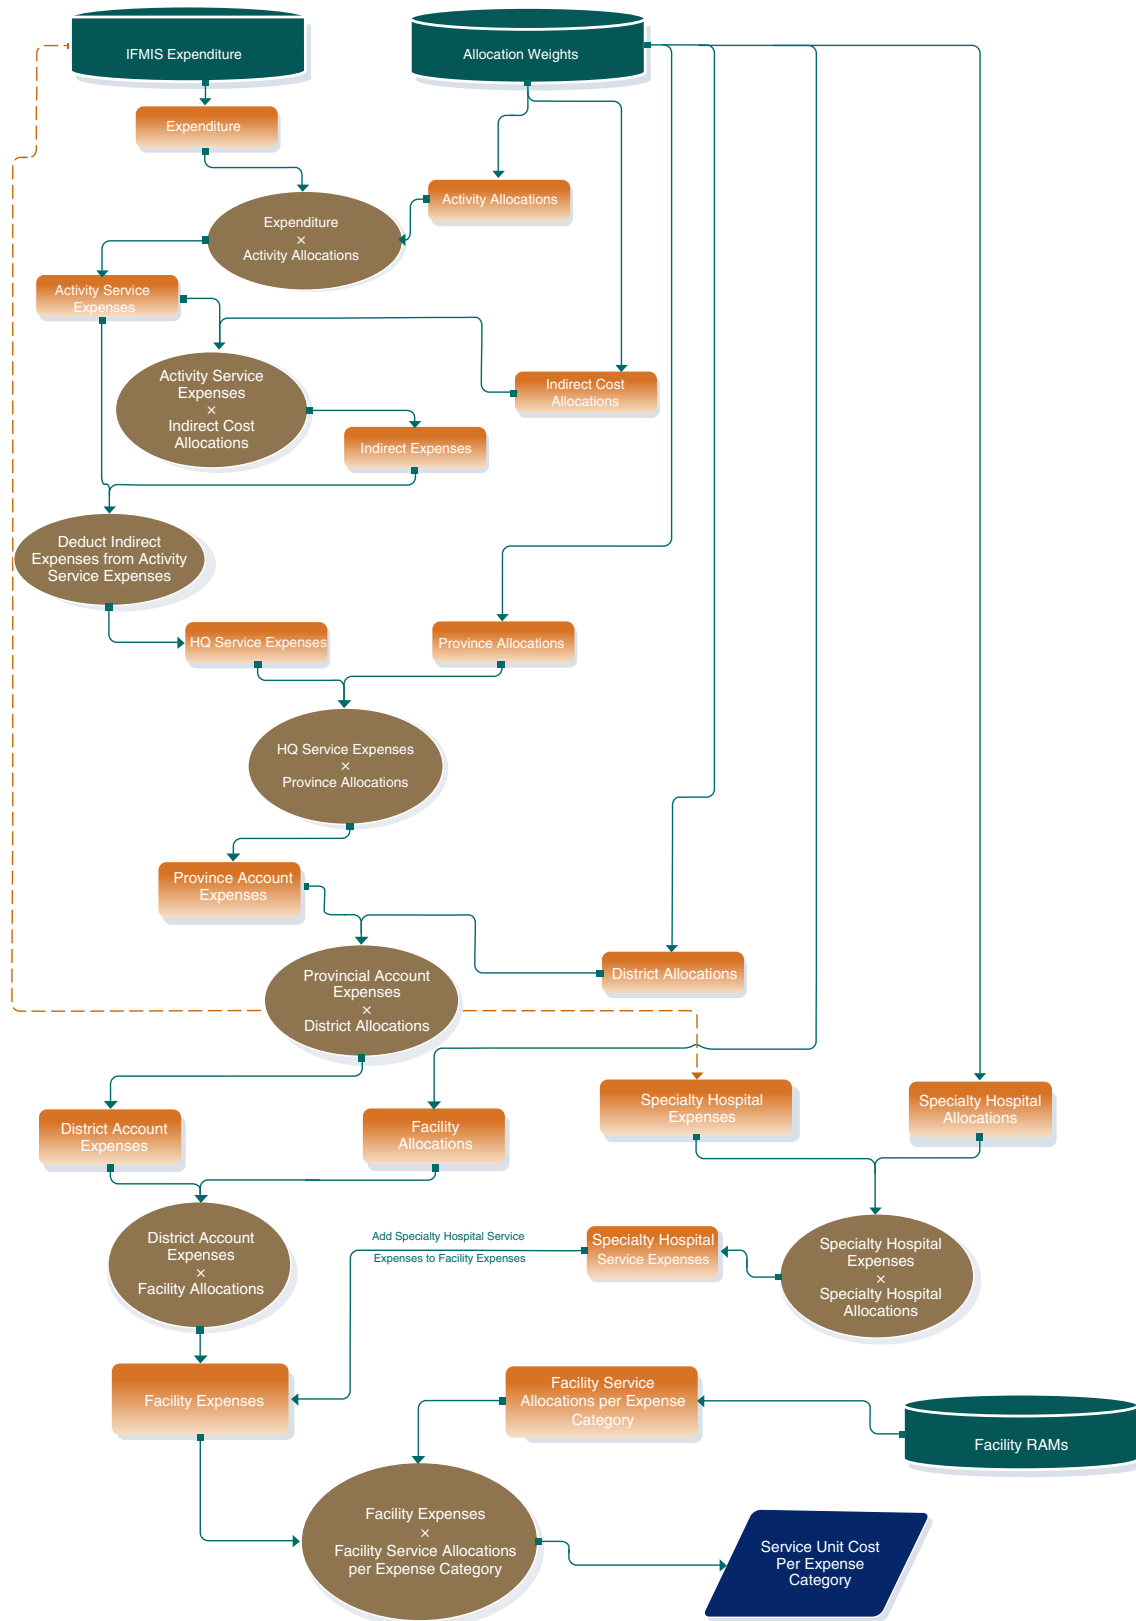 IFMIS Expenditure
Allocation Weights
Expenditure
Activity Allocations
Expenditure
×
Activity Allocations
Activity Service
Expenses
Activity Service
Expenses
×
Indirect Cost
Allocations
Indirect Cost
Allocations
Indirect Expenses
Deduct Indirect
Expenses from Activity
Service Expenses
HQ Service Expenses
Province Allocations
HQ Service Expenses
×
Province Allocations
Province Account
Expenses
Provincial Account
Expenses
×
District Allocations
District Allocations
District Account
Expenses
Facility
Allocations
Specialty Hospital
Expenses
Specialty Hospital
Allocations
District Account
Expenses
×
Facility Allocations
Add Specialty Hospital Service
Expenses to Facility Expenses
Specialty Hospital
Service Expenses
Specialty Hospital
Expenses
×
Specialty Hospital
Allocations
Facility Expenses
Facility Service
Allocations per Expense
Category
Facility RAMs
Facility Expenses
×
Facility Service Allocations
per Expense Category
Service Unit Cost
Per Expense
Category